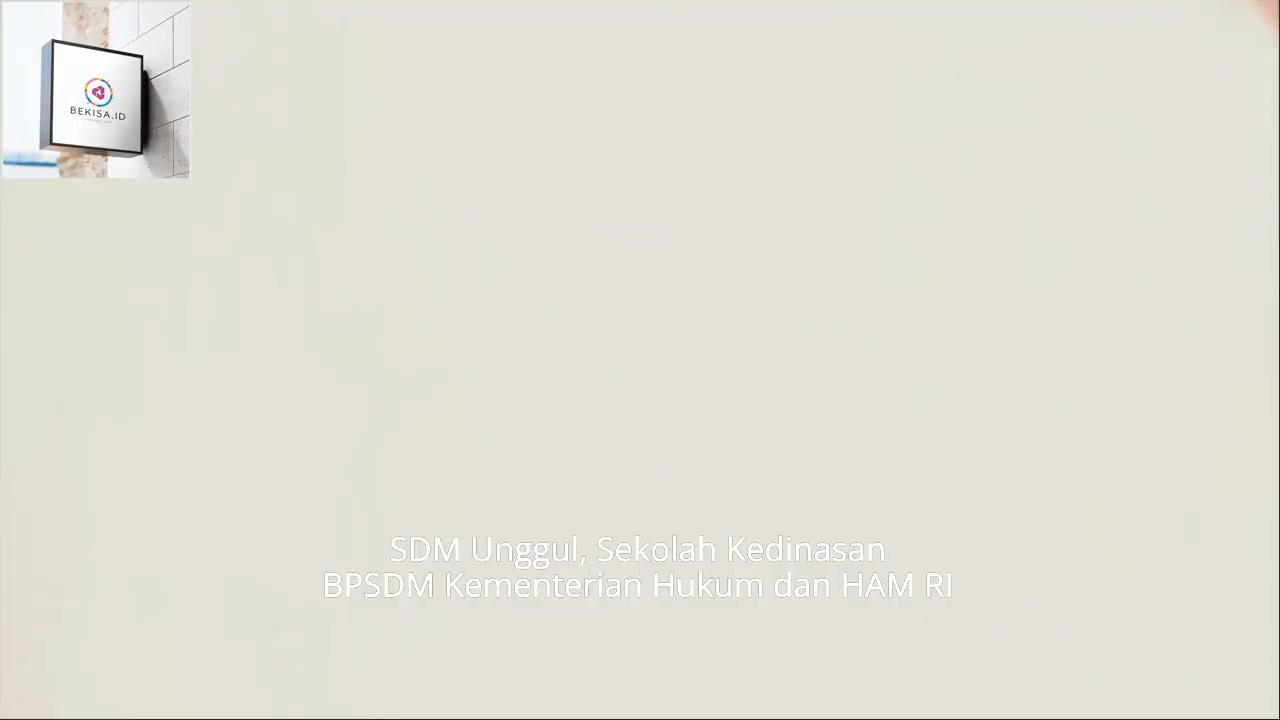 BEKISA.ID
SDM Unggul, Sekolah Kedinasan
BPSDM Kementerian Hukum dan HAM RI